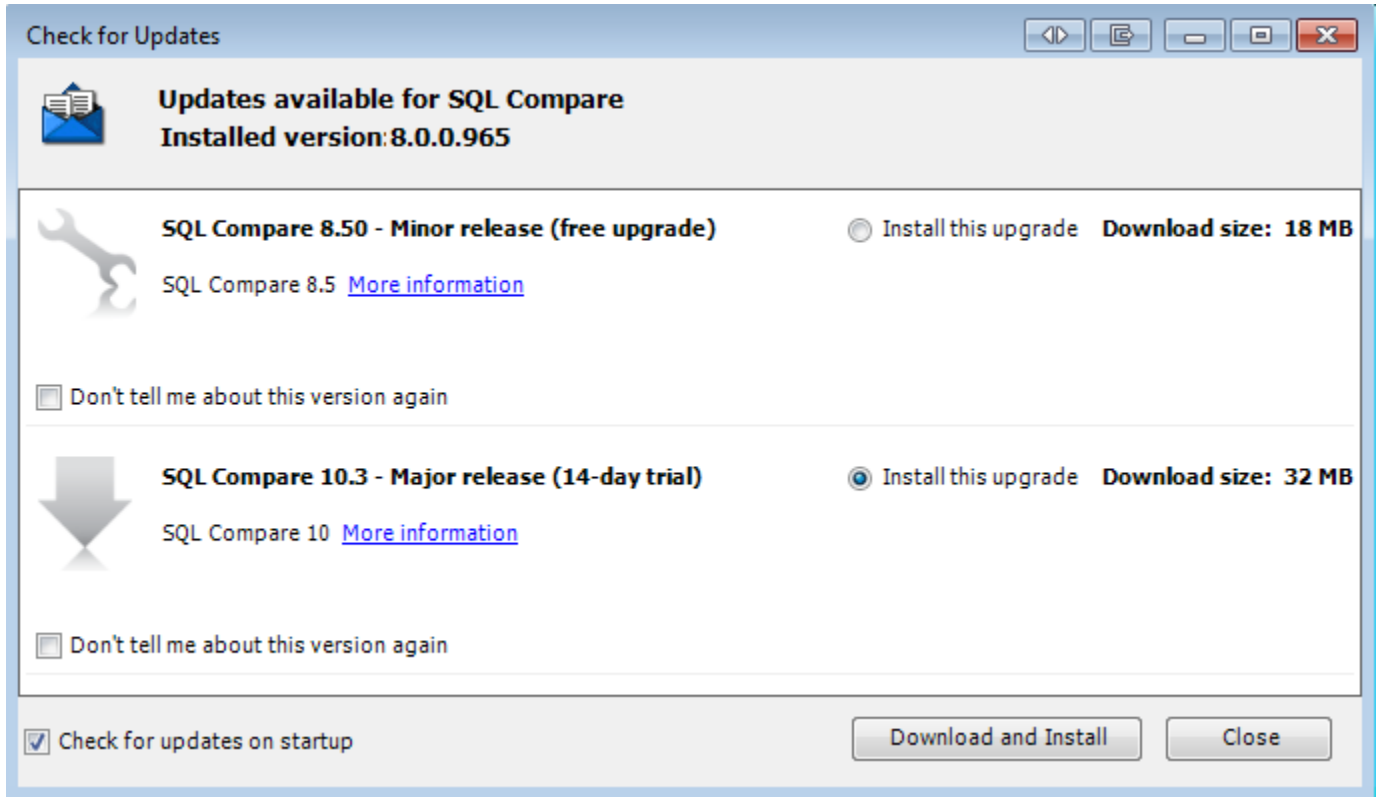 Check for Updates
Updates available for SQL Compare
Installed version:8.0.0.965
SQL Compare 8.50 - Minor release (free upgrade)
Install this upgrade Download size: 18 MB
SQL Compare 8.5 More information
Don't tell me about this version again
SQL Compare 10.3 - Major release (14-day trial)
Install this upgrade Download size: 32 MB
SQL Compare 10 More information
Don't tell me about this version again
Check for updates on startup
Download and Install
Close